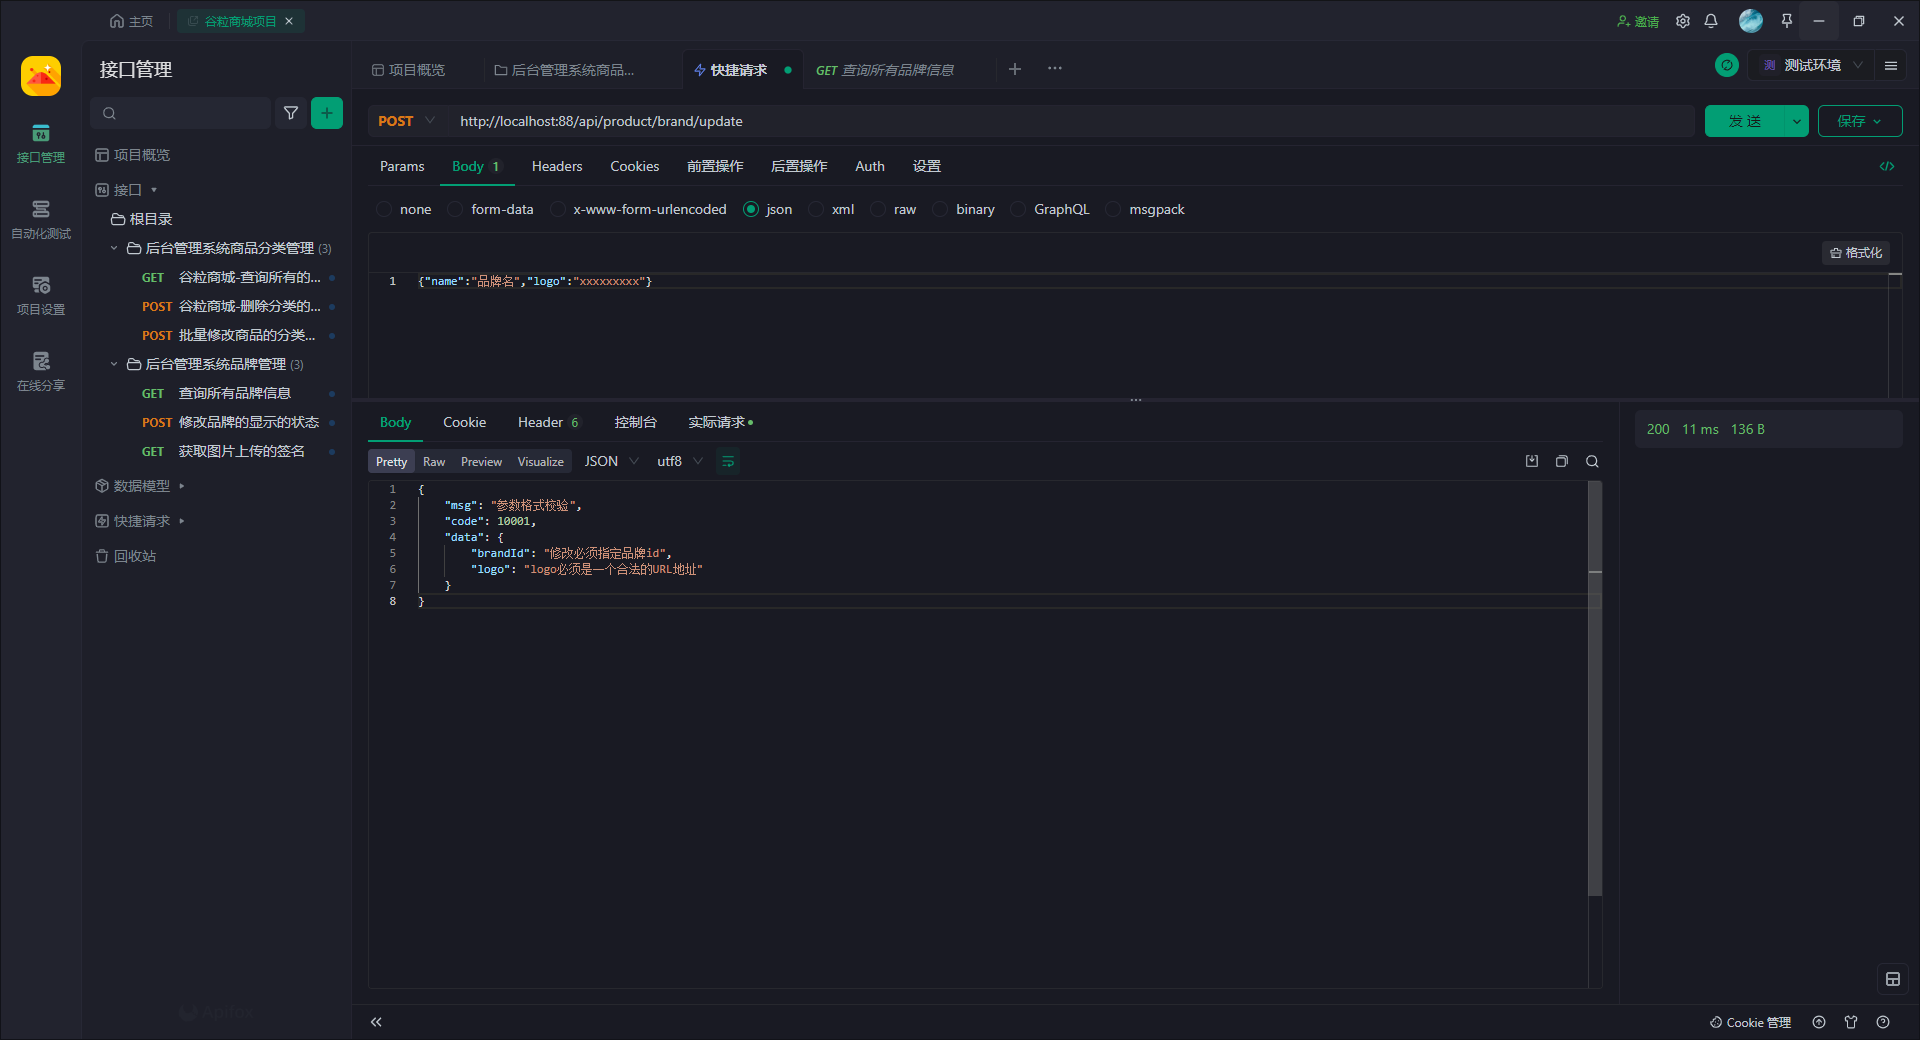 主页
谷粒商城项目
邀请
接口管理
项目概览
后台管理系统商品...
快捷请求
GET 查询所有品牌信息
测 测试环境
接口管理
自动化测试
项目设置
在线分享
项目概览
接口
根目录
后台管理系统商品分类管理 (3)
GET 谷粒商城-查询所有的...
POST 谷粒商城-删除分类的...
POST 批量修改商品的分类...
后台管理系统品牌管理 (3)
GET 查询所有品牌信息
POST 修改品牌的显示的状态
GET 获取图片上传的签名
数据模型
快捷请求
回收站
POST http://localhost:88/api/product/brand/update
发 送
保存
Params Body 1 Headers Cookies 前置操作 后置操作 Auth 设置
none form-data x-www-form-urlencoded json xml raw binary GraphQL msgpack
格式化
1 {"name":"品牌名","logo":"xxxxxxxxx"}
Body Cookie Header 6 控制台 实际请求
200 11 ms 136 B
Pretty Raw Preview Visualize JSON utf8
1 {
2 "msg": "参数格式校验",
3 "code": 10001,
4 "data": {
5 "brandId": "修改必须指定品牌id",
6 "logo": "logo必须是一个合法的URL地址"
7 }
8 }
Apifox
Cookie 管理